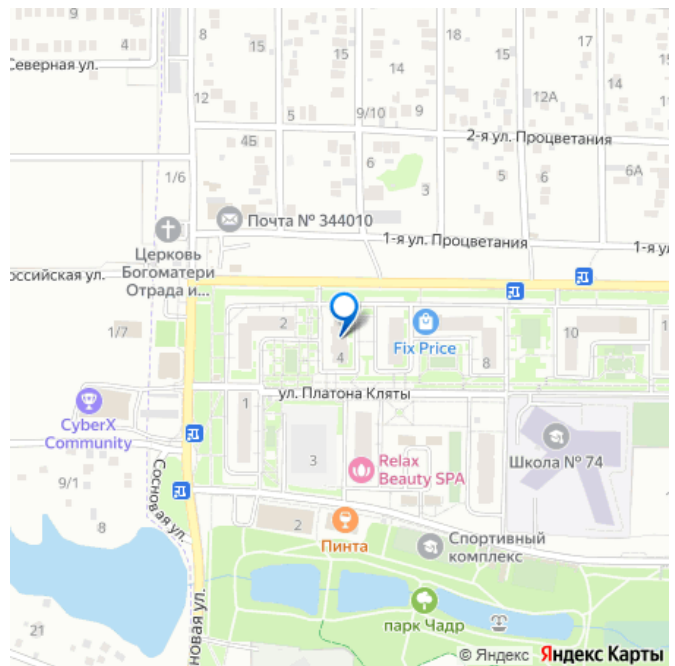 9
3
8
17
15
4
15
15
14
18
Северная ул.
14
12
12А
9/10
9
5
2-я ул. Процветания
4Б
6
6
6А
1/6
3
5
Почта № 344010
1-я ул. Процветания
1-я ул
Церковь
Богоматери
Отрада и...
оссийская ул.
2
1/7
4
Fix Price
8
10
1
ул. Платона Кляты
1
CyberX
Community
3
Relax
Beauty SPA
Школа № 74
9/1
8
Сосновая ул.
2
Пинта
Спортивный
комплекс
парк Чадр
21
новая ул.
© Яндекс Яндекс Карты